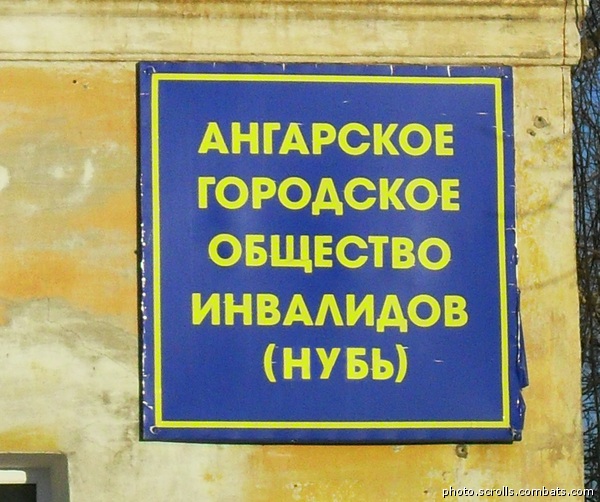 АНГАРСКОЕ
ГОРОДСКОЕ
ОБЩЕСТВО
ИНВАЛИДОВ
(НУБЬ)
photo.scrolls.combats.com